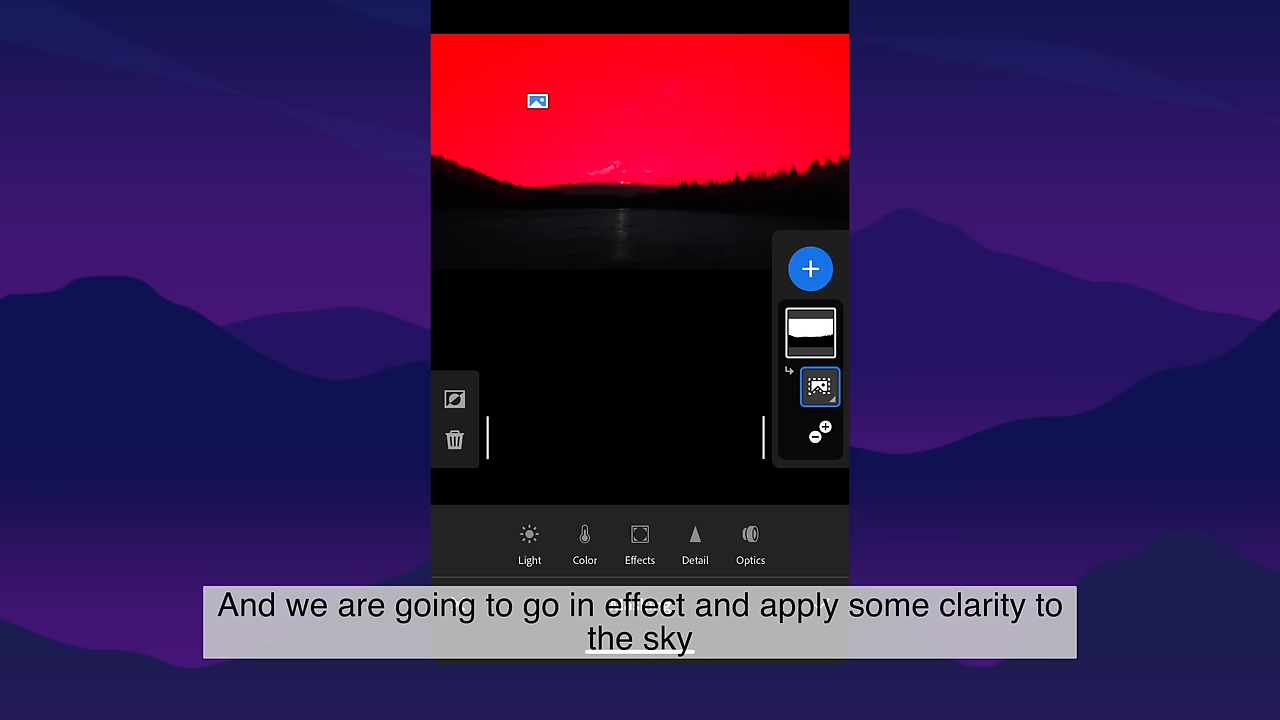 Light Color Effects Detail Optics
And we are going to go in effect and apply some clarity to
the sky